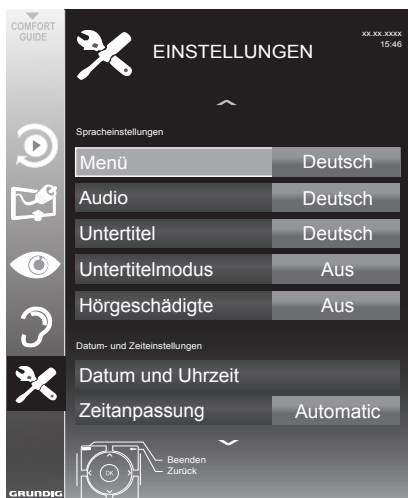 COMFORT
GUIDE
EINSTELLUNGEN
xx.xx.xxxx
15:46
Spracheinstellungen
Menü Deutsch
Audio Deutsch
Untertitel Deutsch
Untertitelmodus Aus
Hörgeschädigte Aus
Datum- und Zeiteinstellungen
Datum und Uhrzeit
Zeitanpassung Automatic
OK
Beenden
Zurück
GRUNDIG